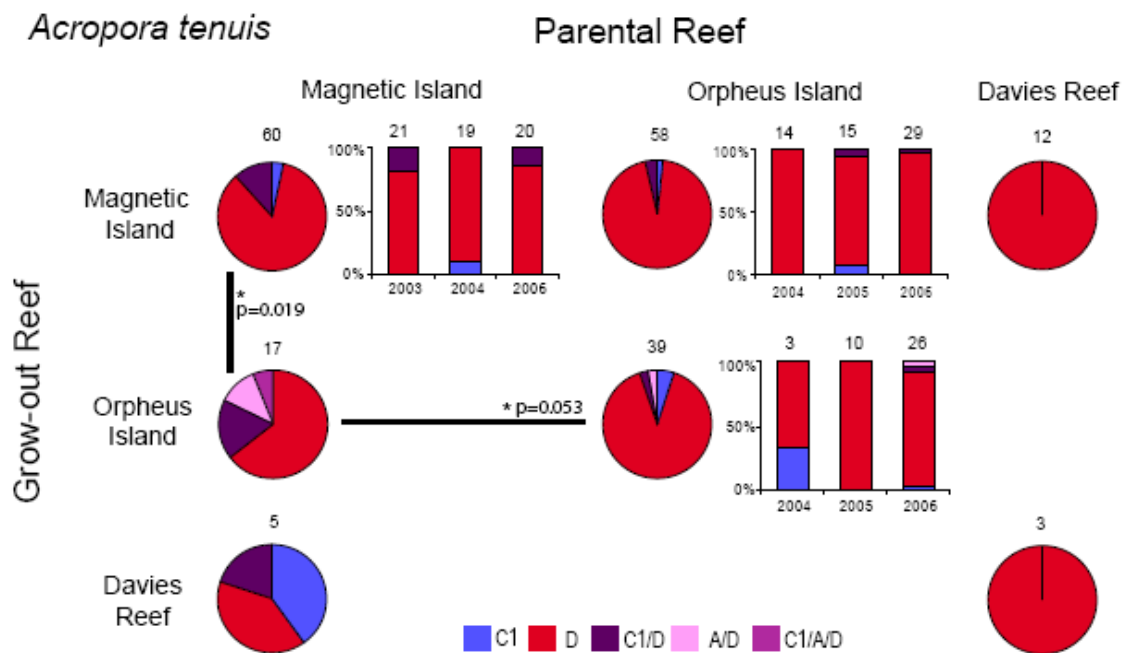 Acropora tenuis
Parental Reef
Magnetic Island
Orpheus Island
Davies Reef
60
21 19 20
58
14 15 29
12
Magnetic
Island
100%
50%
0%
2003 2004 2006
100%
50%
0%
2004 2005 2006
*
p=0.019
Grow-out Reef
17
39
3 10 26
Orpheus
Island
* p=0.053
100%
50%
0%
2004 2005 2006
5
3
Davies
Reef
C1 D C1/D A/D C1/A/D